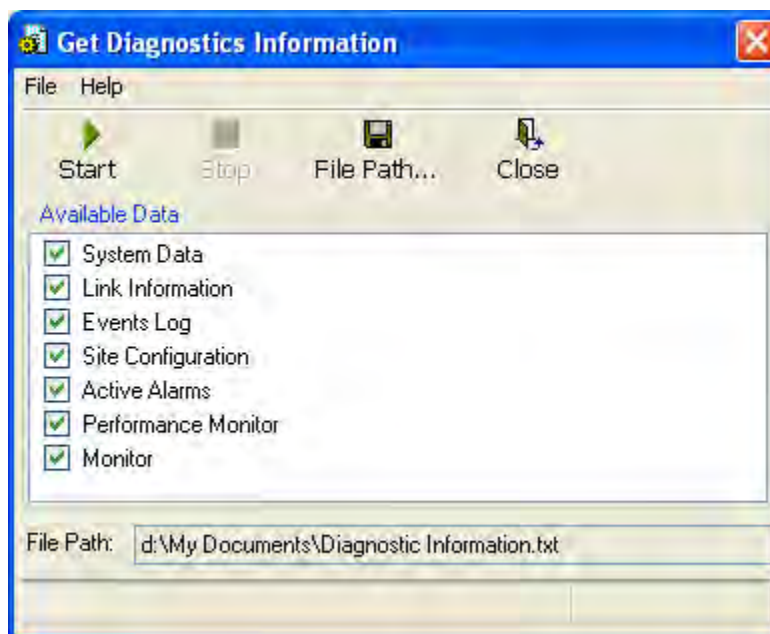 Get Diagnostics Information
File Help
Start Stop File Path... Close
Available Data
System Data
Link Information
Events Log
Site Configuration
Active Alarms
Performance Monitor
Monitor
File Path: d:\My Documents\Diagnostic Information.txt